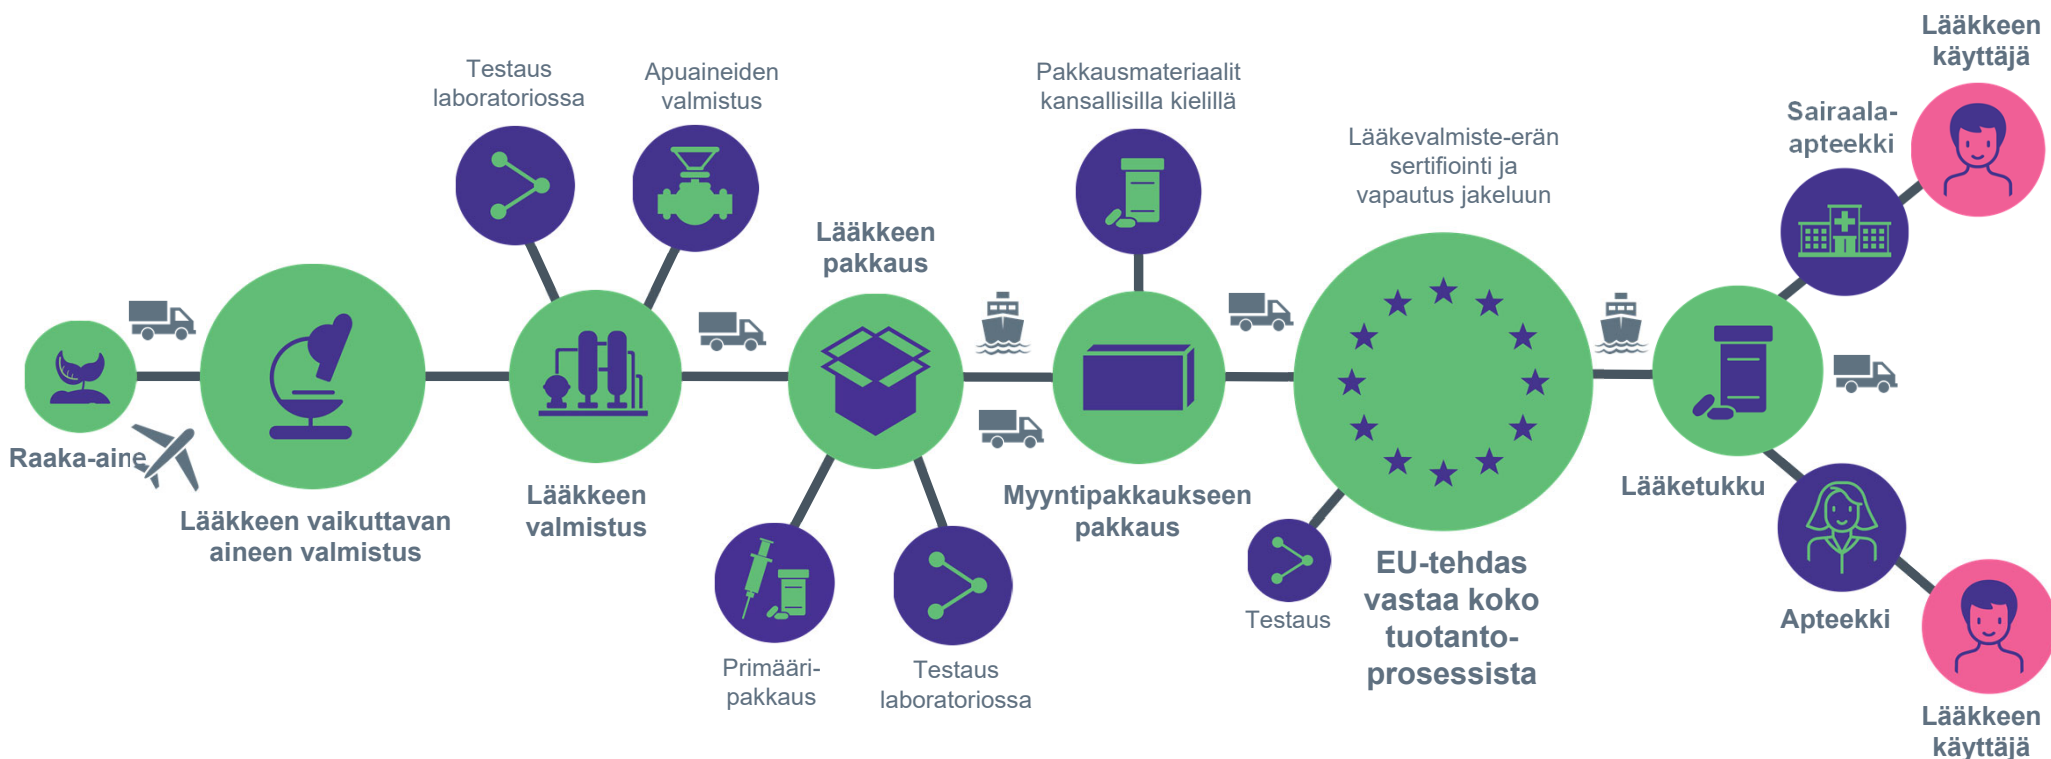 Raaka-aine
Lääkkeen vaikuttavan
aineen valmistus
Testaus
laboratoriossa
Apuaineiden
valmistus
Lääkkeen
valmistus
Lääkkeen
pakkaus
Primääri-
pakkaus
Testaus
laboratoriossa
Pakkausmateriaalit
kansallisilla kielillä
Myyntipakkaukseen
pakkaus
Lääkevalmiste-erän
sertifiointi ja
vapautus jakeluun
Testaus
EU-tehdas
vastaa koko
tuotanto-
prosessista
Lääketukku
Sairaala-
apteekki
Lääkkeen
käyttäjä
Apteekki
Lääkkeen
käyttäjä